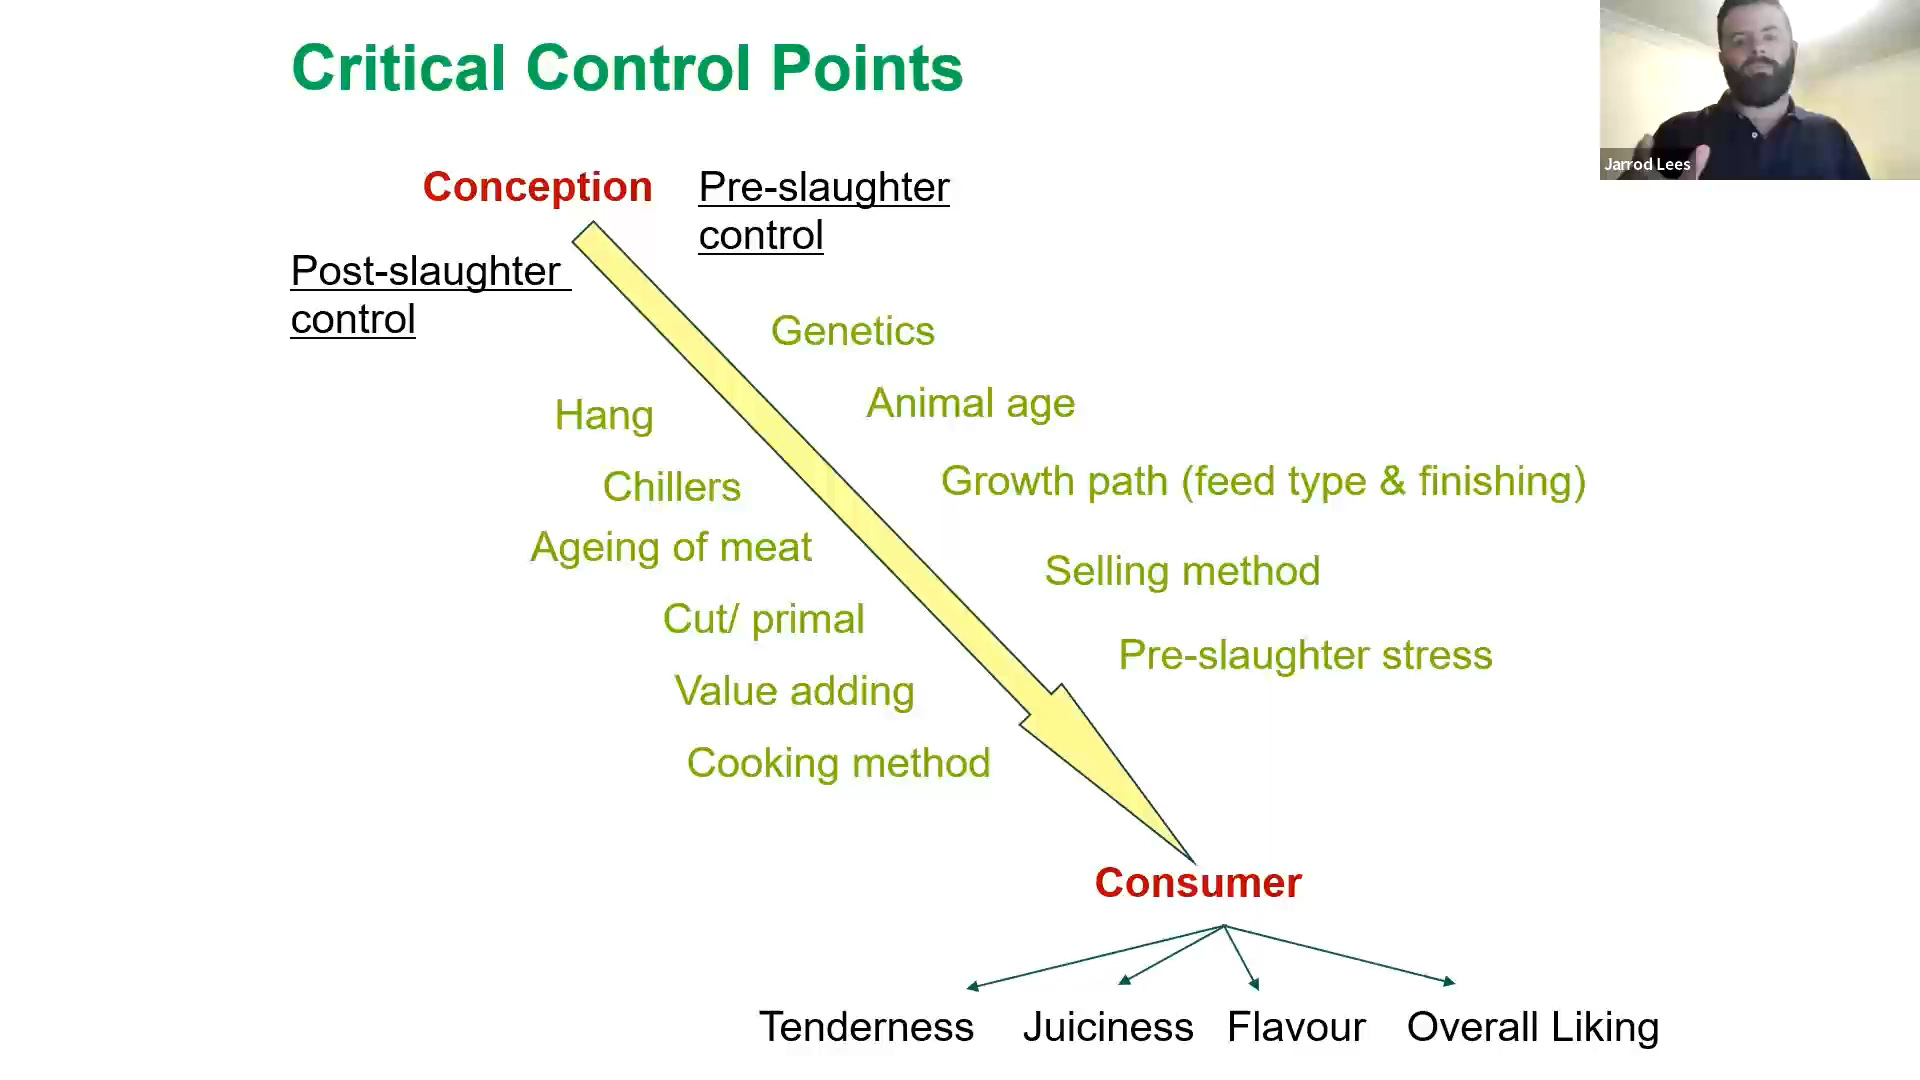 Critical Control Points
Jarrod Lees
Conception
Pre-slaughter
control
Post-slaughter
control
Genetics
Animal age
Growth path (feed type & finishing)
Selling method
Pre-slaughter stress
Hang
Chillers
Ageing of meat
Cut/ primal
Value adding
Cooking method
Consumer
Tenderness
Juiciness
Flavour
Overall Liking